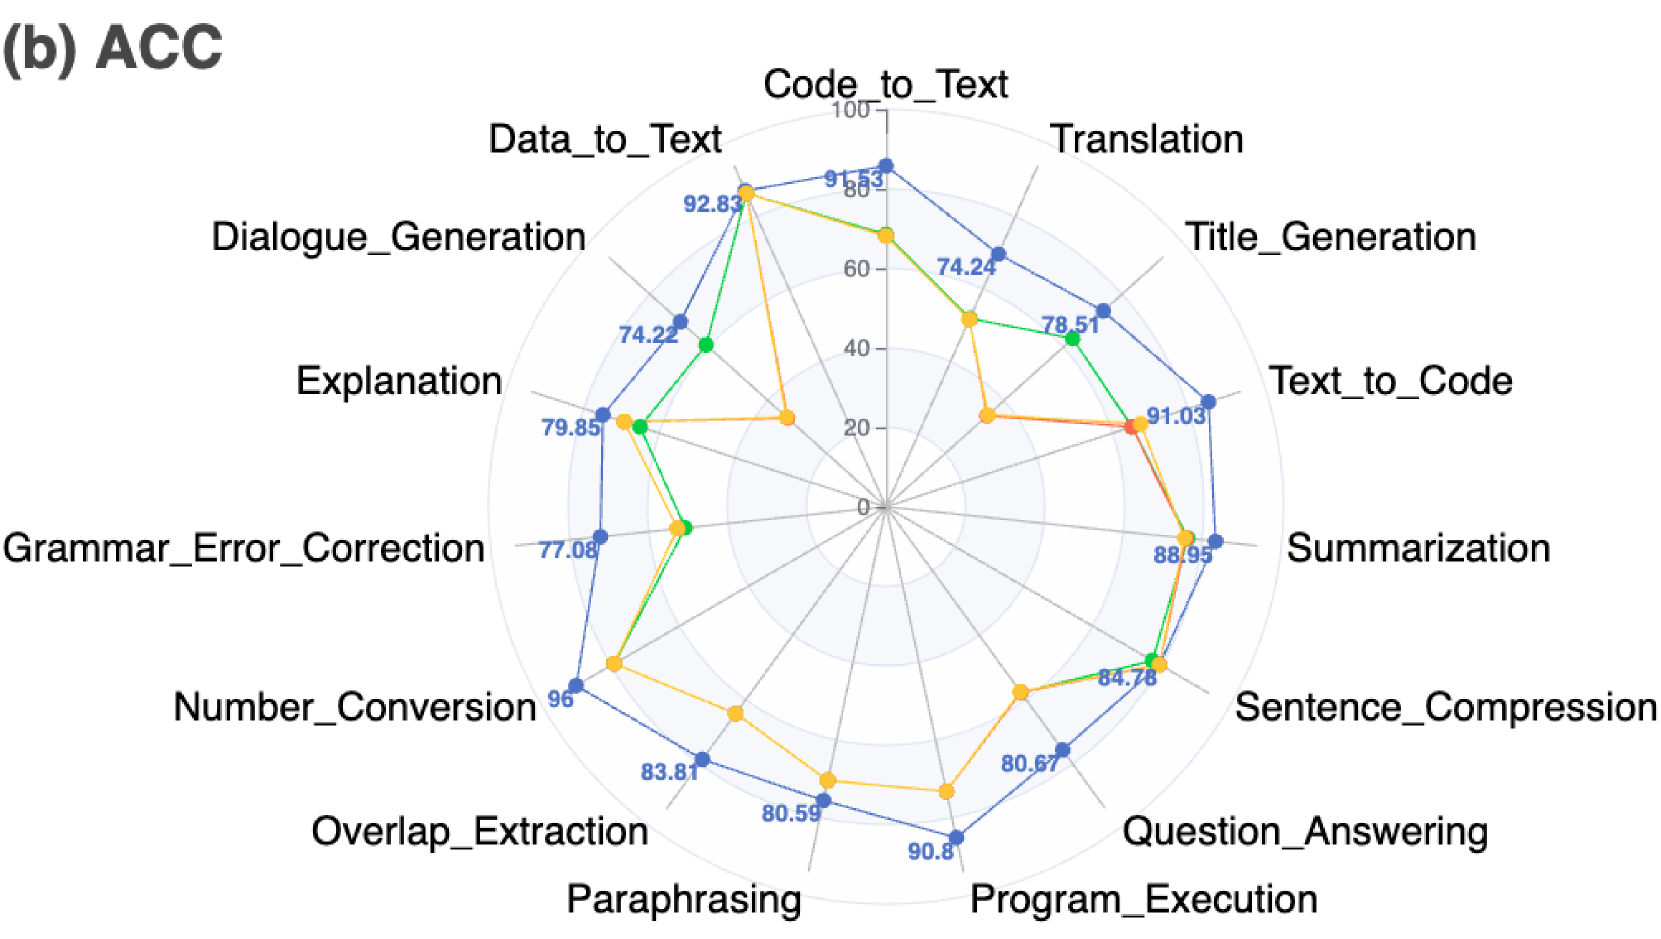 (b) ACC
Code_to_Text
100
Data_to_Text
Translation
91.53
80
92.83
Dialogue_Generation
Title_Generation
60
74.24
74.22
78.51
40
Explanation
Text_to_Code
79.85
91.03
20
0
Grammar_Error_Correction
77.08
88.95
Summarization
84.78
96
Number_Conversion
Sentence_Compression
83.81
80.67
80.59
Overlap_Extraction
Question_Answering
90.8
Paraphrasing
Program_Execution